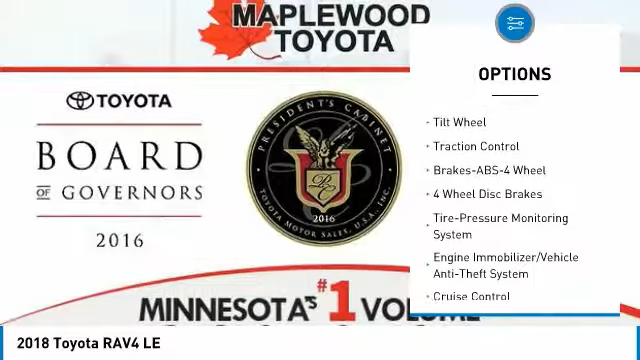 MAPLEWOOD
TOYOTA
TOYOTA
BOARD
OF GOVERNORS
2016
PRESIDENT'S CABINET
PC
2016
TOYOTA MOTOR SALES, U.S.A., INC.
MINNESOTA'S #1 VOLUME
OPTIONS
Tilt Wheel
Traction Control
Brakes-ABS-4 Wheel
4 Wheel Disc Brakes
Tire-Pressure Monitoring
System
Engine Immobilizer/Vehicle
Anti-Theft System
Cruise Control
2018 Toyota RAV4 LE